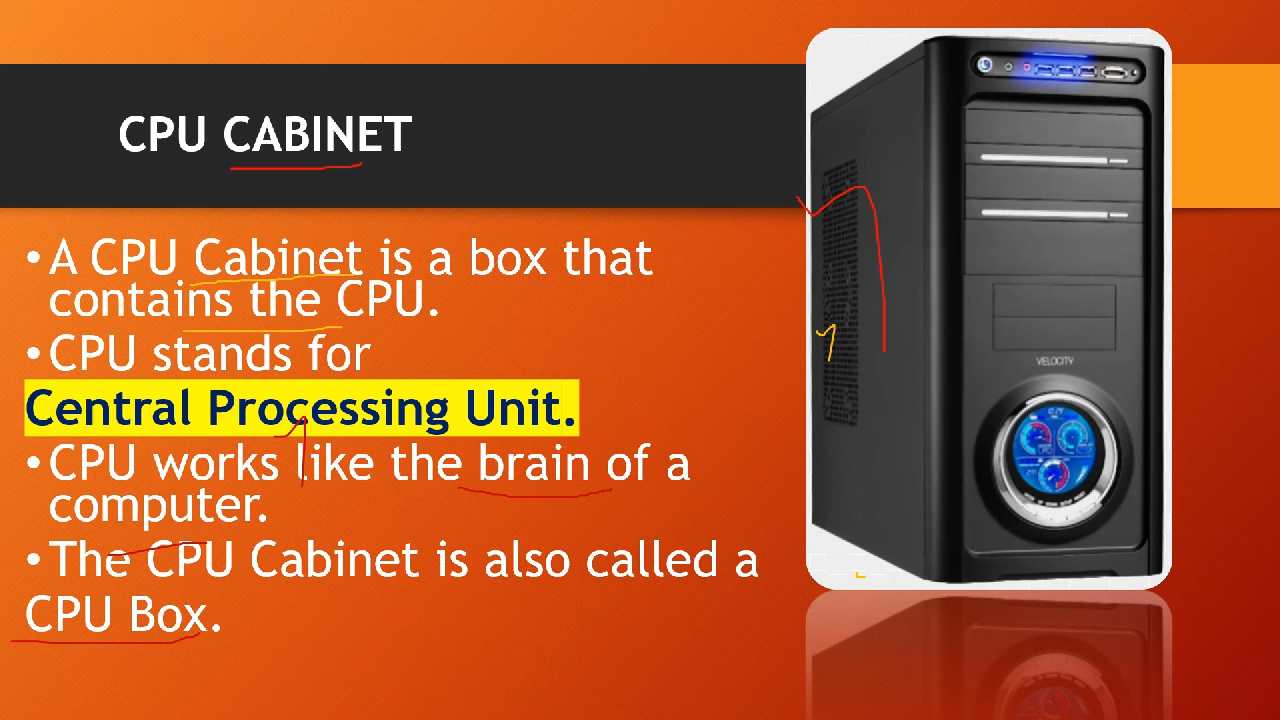 CPU CABINET
• A CPU Cabinet is a box that
contains the CPU.
• CPU stands for
Central Processing Unit.
• CPU works like the brain of a
computer.
• The CPU Cabinet is also called a
CPU Box.
VELOCITY